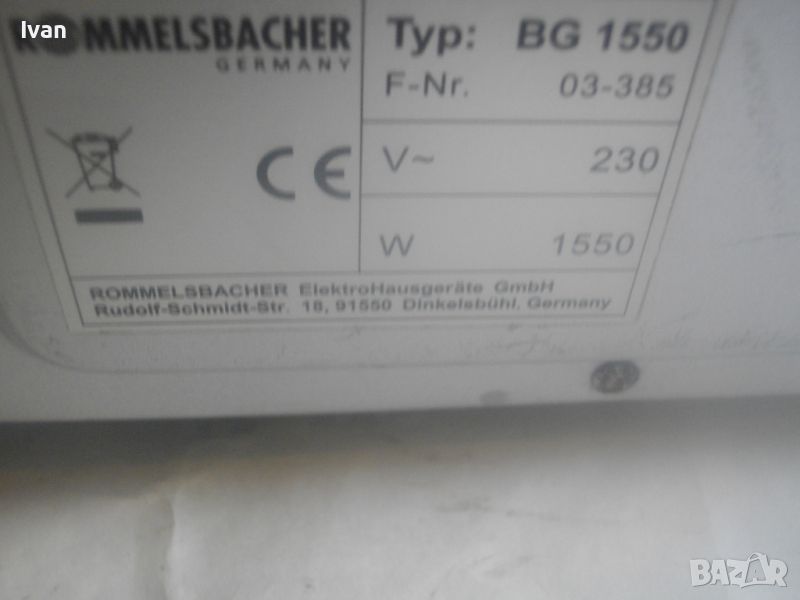 Ivan
ROMMELSBACHER
GERMANY
Typ: BG 1550
F-Nr. 03-385
CE
V~ 230
W 1550
ROMMELSBACHER ElektroHausgeräte GmbH
Rudolf-Schmidt-Str. 18, 91550 Dinkelsbühl, Germany
BAZAR